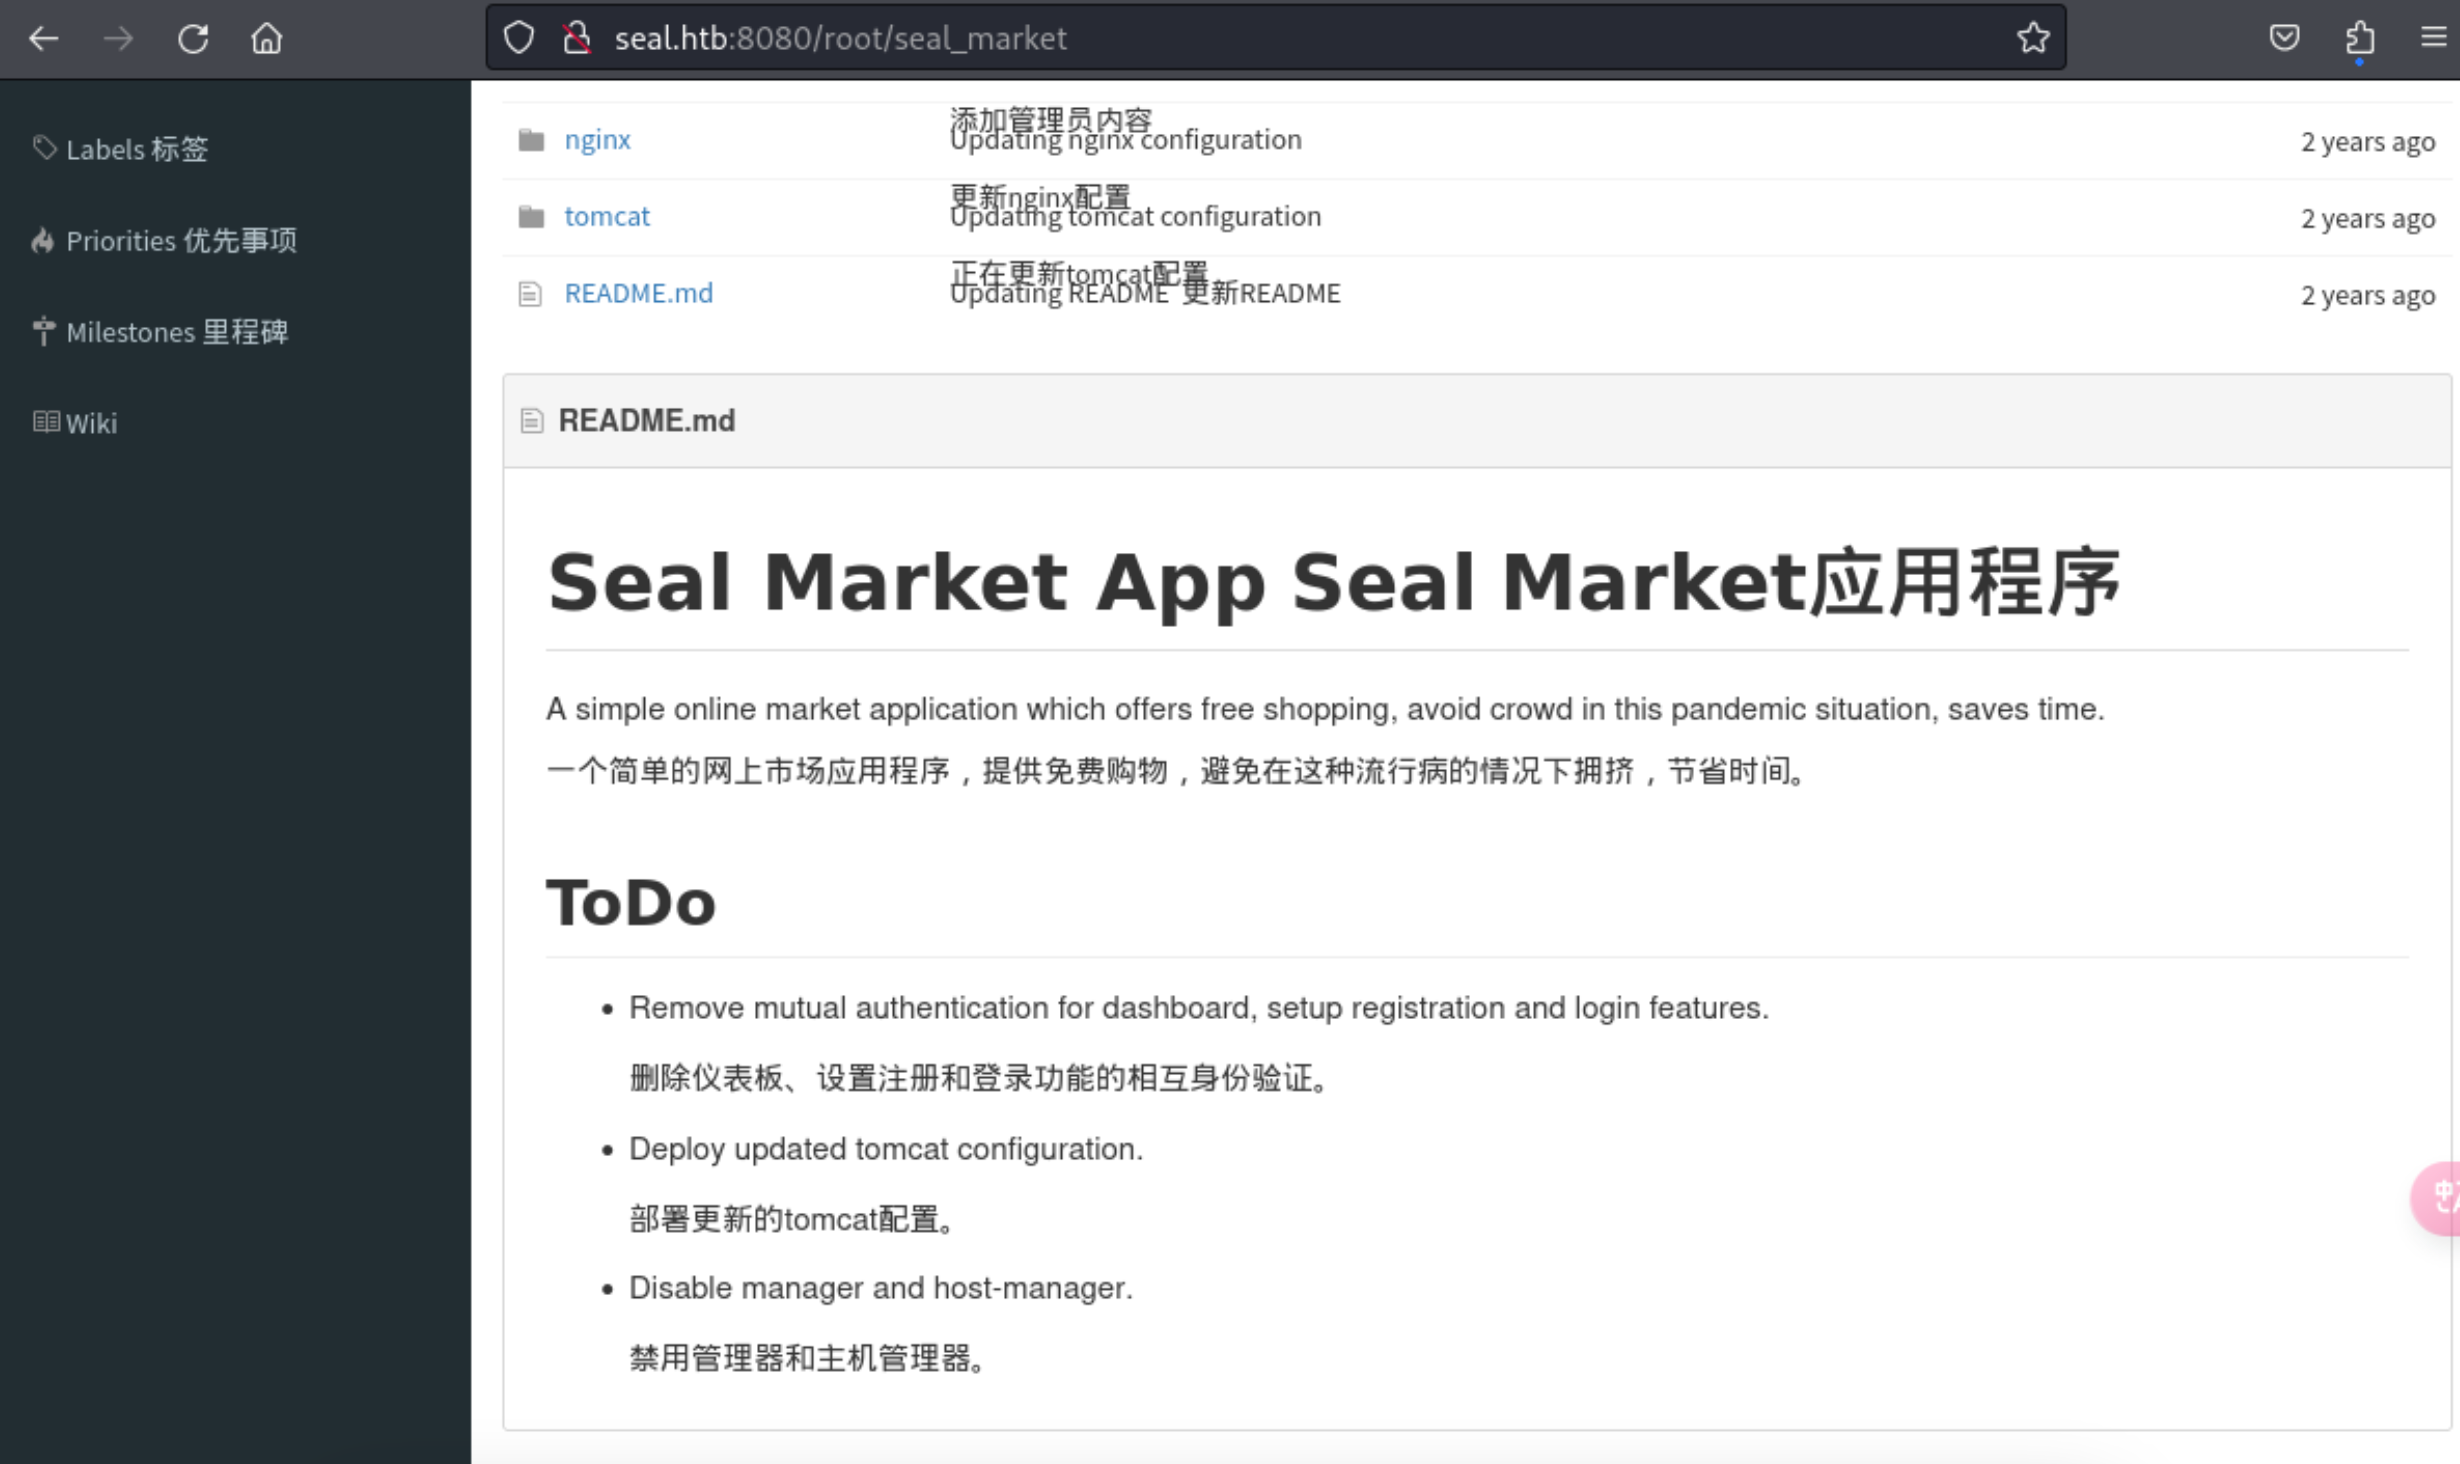 seal.htb:8080/root/seal_market
Labels 标签
Priorities 优先事项
Milestones 里程碑
Wiki
添加管理员内容
nginx Updating nginx configuration 2 years ago
更新nginx配置
tomcat Updating tomcat configuration 2 years ago
正在更新tomcat配置
README.md Updating README 更新README 2 years ago
README.md
Seal Market App Seal Market应用程序
A simple online market application which offers free shopping, avoid crowd in this pandemic situation, saves time.
一个简单的网上市场应用程序，提供免费购物，避免在这种流行病的情况下拥挤，节省时间。
ToDo
• Remove mutual authentication for dashboard, setup registration and login features.
删除仪表板、设置注册和登录功能的相互身份验证。
• Deploy updated tomcat configuration.
部署更新的tomcat配置。
• Disable manager and host-manager.
禁用管理器和主机管理器。